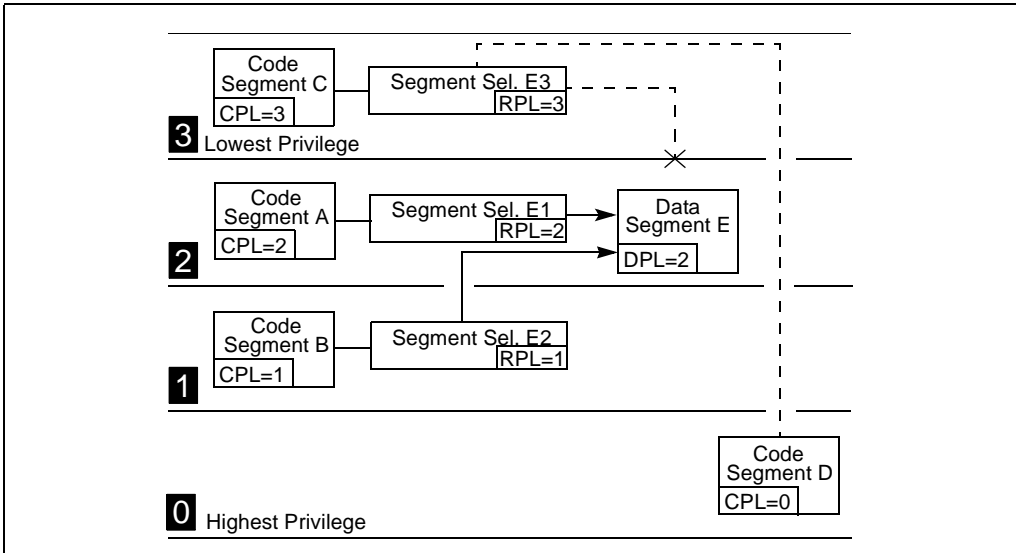 Code
Segment C
CPL=3
Segment Sel. E3
RPL=3
3
Lowest Privilege
Code
Segment A
CPL=2
Segment Sel. E1
RPL=2
Data
Segment E
DPL=2
2
Code
Segment B
CPL=1
Segment Sel. E2
RPL=1
1
Code
Segment D
CPL=0
0
Highest Privilege